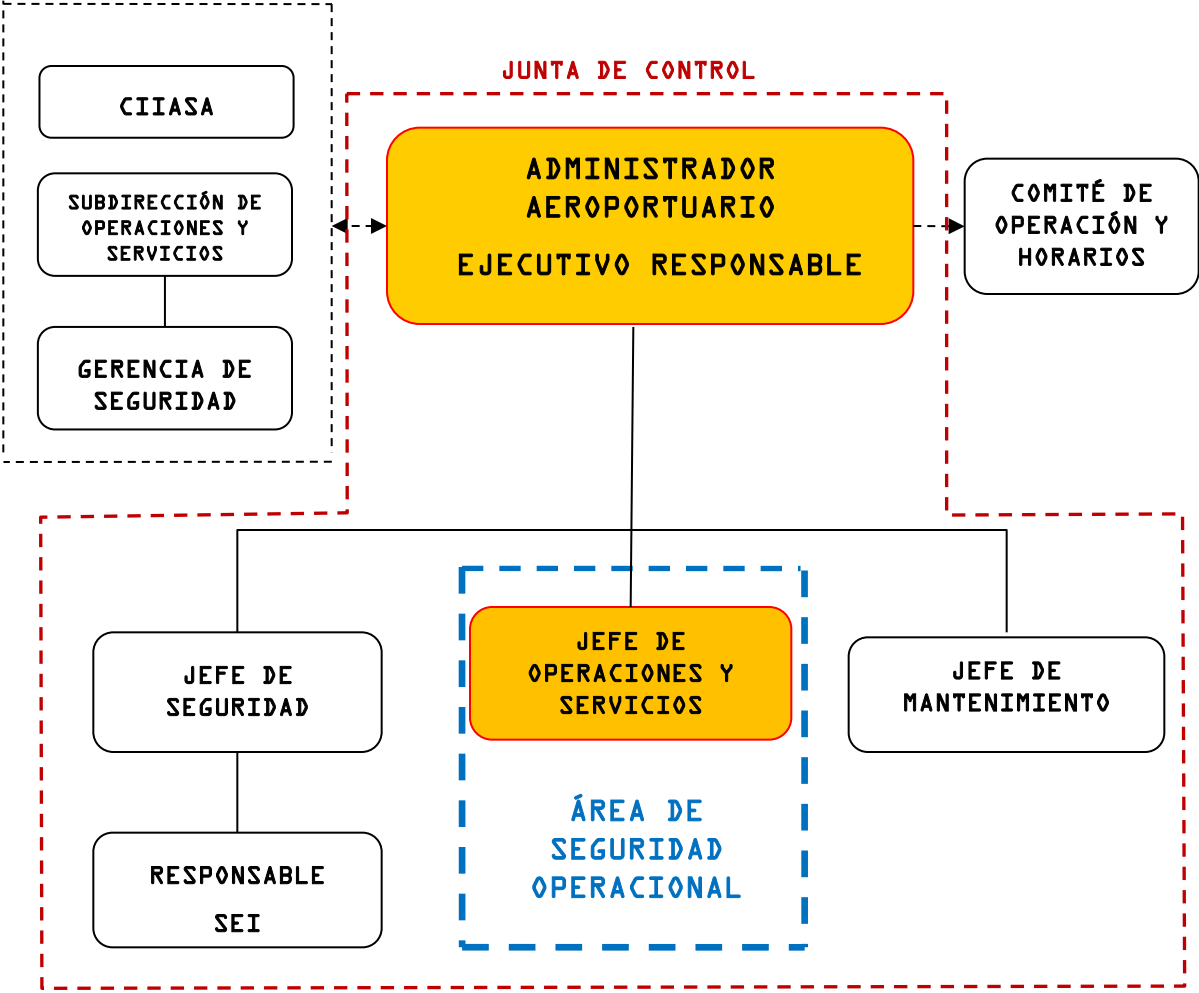 JUNTA DE CONTROL
CIIASA
SUBDIRECCIÓN DE
OPERACIONES Y
SERVICIOS
GERENCIA DE
SEGURIDAD
ADMINISTRADOR
AEROPORTUARIO
EJECUTIVO RESPONSABLE
COMITÉ DE
OPERACIÓN Y
HORARIOS
JEFE DE
SEGURIDAD
RESPONSABLE
SEI
JEFE DE
OPERACIONES Y
SERVICIOS
ÁREA DE
SEGURIDAD
OPERACIONAL
JEFE DE
MANTENIMIENTO